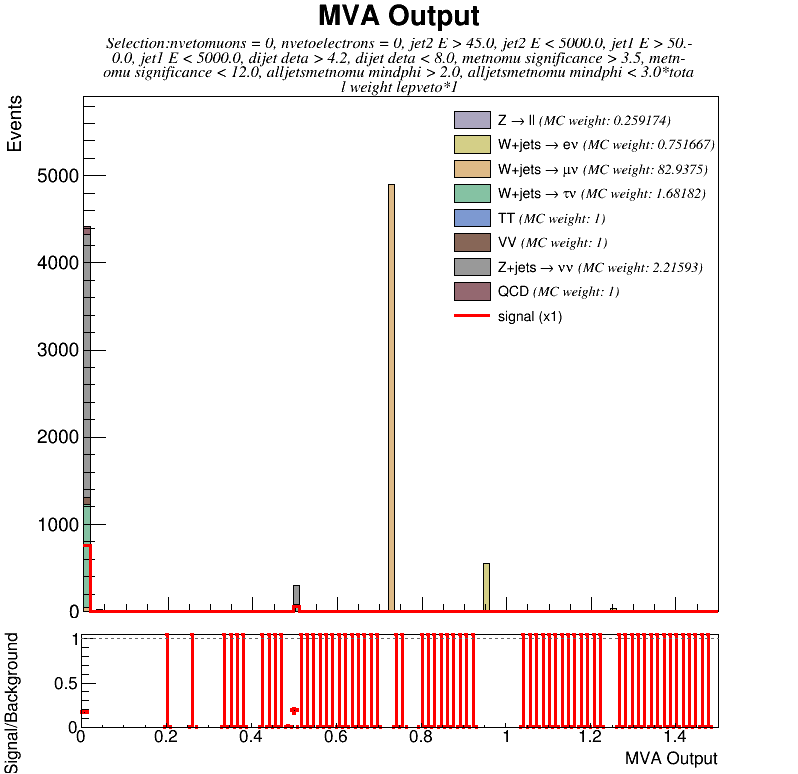 MVA Output
Selection:nvetomuons = 0, nvetoelectrons = 0, jet2 E > 45.0, jet2 E < 5000.0, jet1 E > 50.-
0.0, jet1 E < 5000.0, dijet deta > 4.2, dijet deta < 8.0, metnomu significance > 3.5, metn-
omu significance < 12.0, alljetsmetnomu mindphi > 2.0, alljetsmetnomu mindphi < 3.0*tota
l weight lepveto*1
Events
5000
4000
3000
2000
1000
0
Z → ll (MC weight: 0.259174)
W+jets → eν (MC weight: 0.751667)
W+jets → μν (MC weight: 82.9375)
W+jets → τν (MC weight: 1.68182)
TT (MC weight: 1)
VV (MC weight: 1)
Z+jets → νν (MC weight: 2.21593)
QCD (MC weight: 1)
signal (x1)
Signal/Background
1
0.5
0
0 0.2 0.4 0.6 0.8 1 1.2 1.4
MVA Output